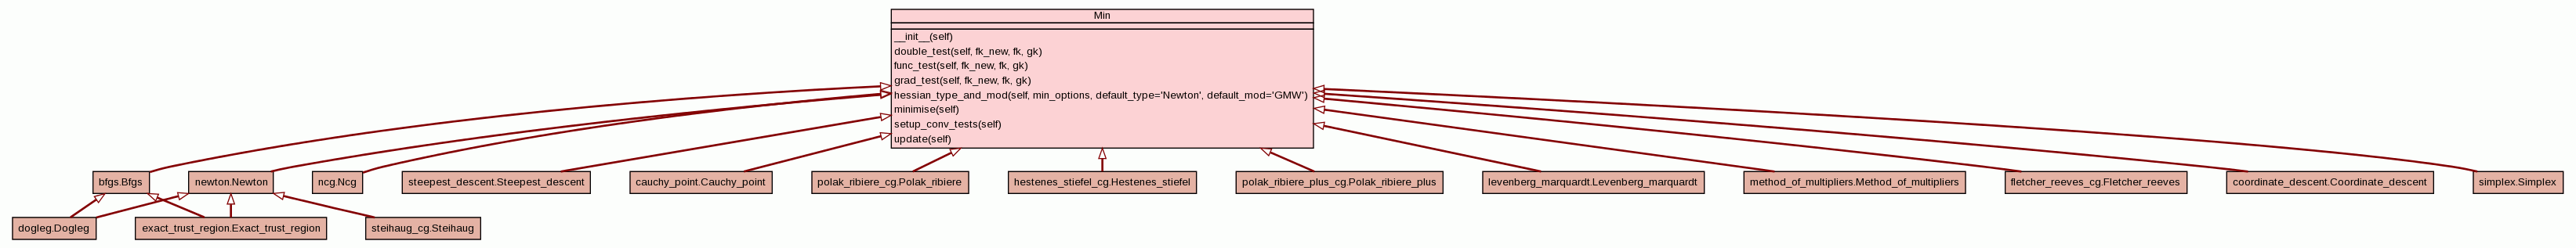 Min
__init__(self)
double_test(self, fk_new, fk, gk)
func_test(self, fk_new, fk, gk)
grad_test(self, fk_new, fk, gk)
hessian_type_and_mod(self, min_options, default_type='Newton', default_mod='GMW')
minimise(self)
setup_conv_tests(self)
update(self)
bfgs.Bfgs
newton.Newton
ncg.Ncg
steepest_descent.Steepest_descent
cauchy_point.Cauchy_point
polak_ribiere_cg.Polak_ribiere
hestenes_stiefel_cg.Hestenes_stiefel
polak_ribiere_plus_cg.Polak_ribiere_plus
levenberg_marquardt.Levenberg_marquardt
method_of_multipliers.Method_of_multipliers
fletcher_reeves_cg.Fletcher_reeves
coordinate_descent.Coordinate_descent
simplex.Simplex
dogleg.Dogleg
exact_trust_region.Exact_trust_region
steihaug_cg.Steihaug